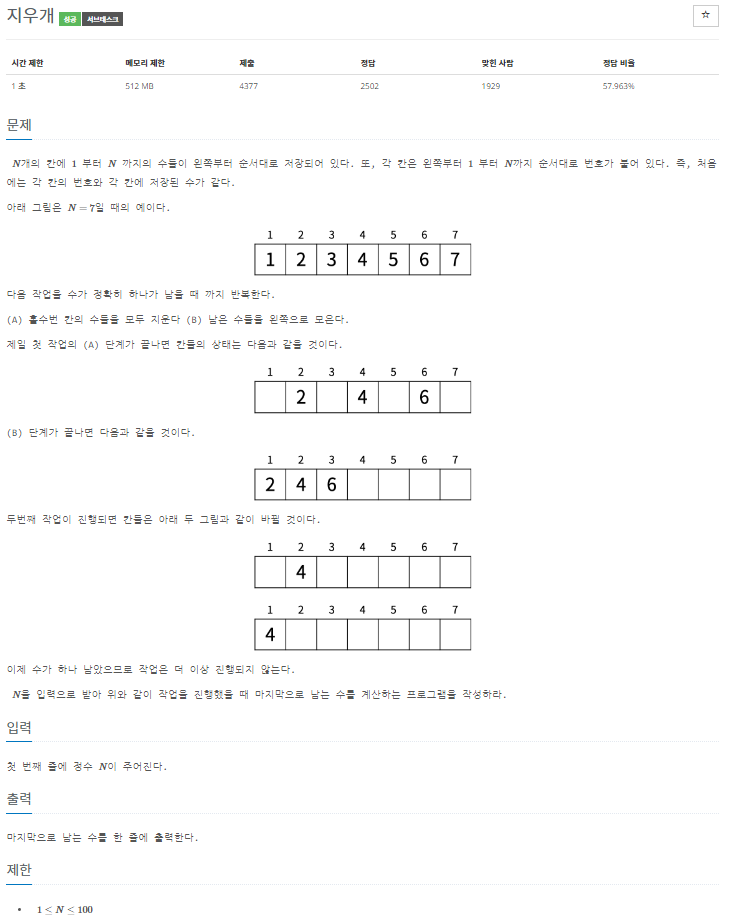 지우개 성공 서브태스크
☆
시간 제한 메모리 제한 제출 정답 맞힌 사람 정답 비율
1 초 512 MB 4377 2502 1929 57.963%
문제
N개의 칸에 1 부터 N 까지의 수들이 왼쪽부터 순서대로 저장되어 있다. 또, 각 칸은 왼쪽부터 1 부터 N까지 순서대로 번호가 붙어 있다. 즉, 처음
에는 각 칸의 번호와 각 칸에 저장된 수가 같다.
아래 그림은 N = 7일 때의 예이다.
1 2 3 4 5 6 7
1 2 3 4 5 6 7
다음 작업을 수가 정확히 하나가 남을 때 까지 반복한다.
(A) 홀수번 칸의 수들을 모두 지운다 (B) 남은 수들을 왼쪽으로 모은다.
제일 첫 작업의 (A) 단계가 끝나면 칸들의 상태는 다음과 같을 것이다.
1 2 3 4 5 6 7
2 4 6
(B) 단계가 끝나면 다음과 같을 것이다.
1 2 3 4 5 6 7
2 4 6
두번째 작업이 진행되면 칸들은 아래 두 그림과 같이 바뀔 것이다.
1 2 3 4 5 6 7
4
1 2 3 4 5 6 7
4
이제 수가 하나 남았으므로 작업은 더 이상 진행되지 않는다.
N을 입력으로 받아 위와 같이 작업을 진행했을 때 마지막으로 남는 수를 계산하는 프로그램을 작성하라.
입력
첫 번째 줄에 정수 N이 주어진다.
출력
마지막으로 남는 수를 한 줄에 출력한다.
제한
• 1 ≤ N ≤ 100